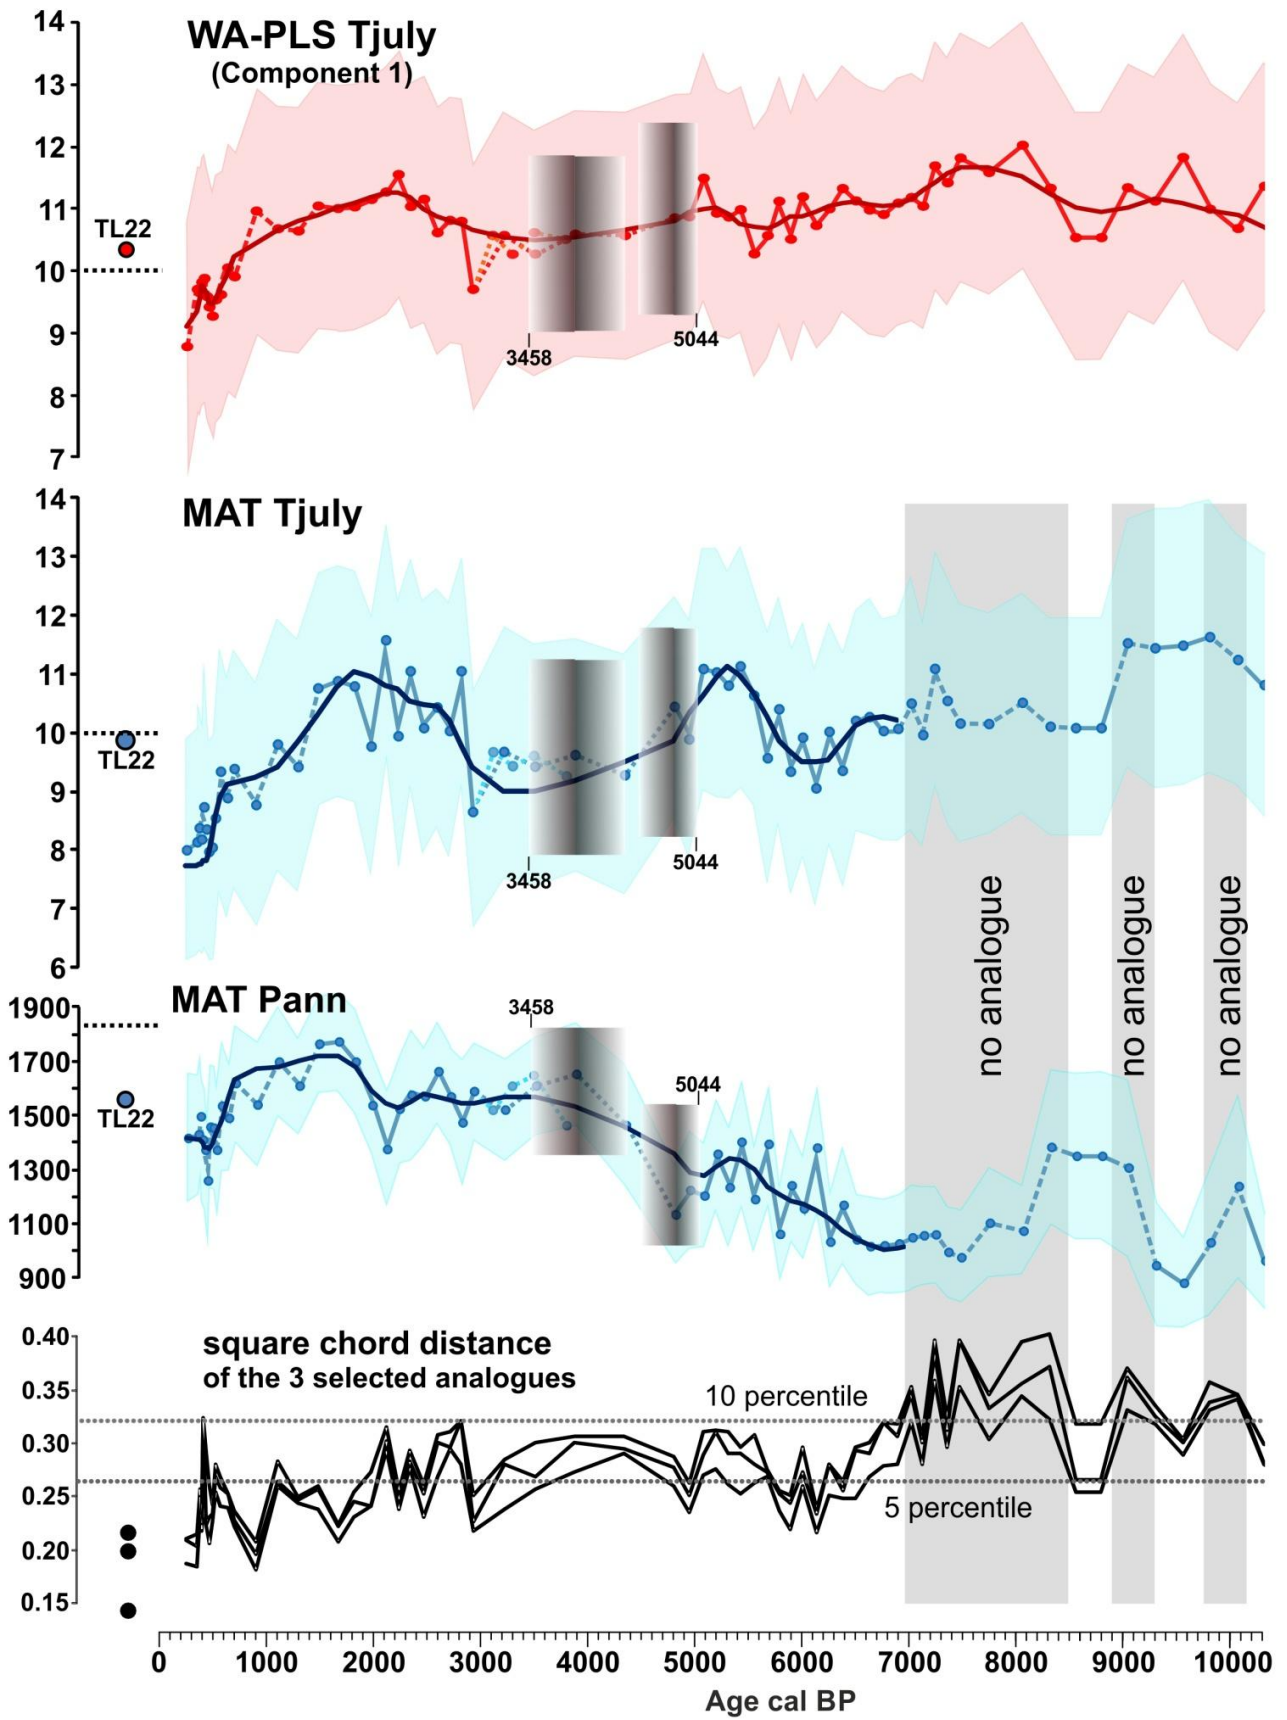 14
WA-PLS Tjuly
(Component 1)
13
12
11
TL22
10
9
5044
3458
8
7
14
MAT Tjuly
13
12
11
10
TL22
9
8
5044
3458
7
no analogue
no analogue
no analogue
6
MAT Pann
1900
3458
1700
5044
1500
TL22
1300
1100
900
0.40
square chord distance
of the 3 selected analogues
0.35
10 percentile
0.30
0.25
5 percentile
0.20
0.15
0 1000 2000 3000 4000 5000 6000 7000 8000 9000 10000
Age cal BP